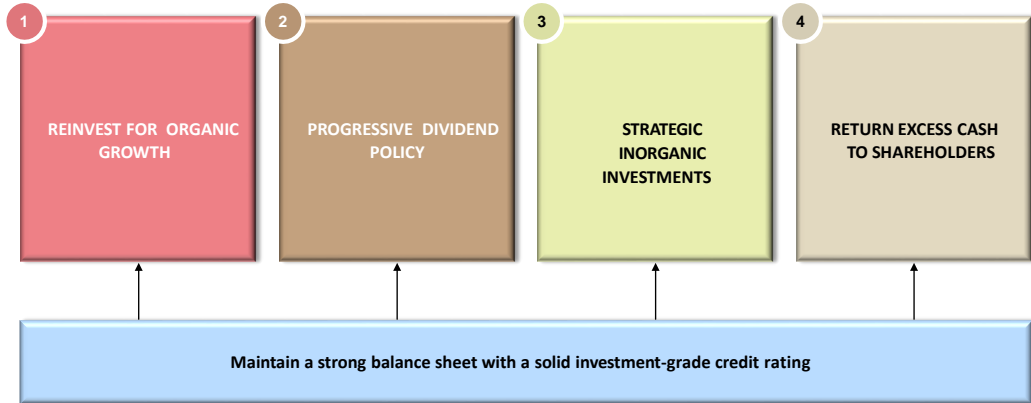 1
REINVEST FOR ORGANIC
GROWTH
2
PROGRESSIVE DIVIDEND
POLICY
3
STRATEGIC
INORGANIC
INVESTMENTS
4
RETURN EXCESS CASH
TO SHAREHOLDERS
Maintain a strong balance sheet with a solid investment-grade credit rating